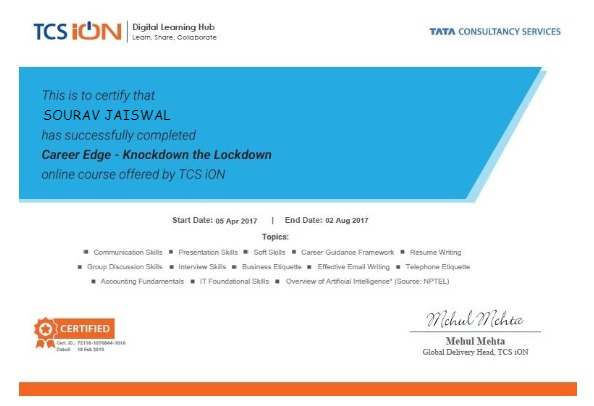 TCS iON
Digital Learning Hub
Learn, Share, Collaborate
TATA CONSULTANCY SERVICES
This is to certify that
SOURAV JAISWAL
has successfully completed
Career Edge - Knockdown the Lockdown
online course offered by TCS iON
Start Date: 05 Apr 2017 | End Date: 02 Aug 2017
Topics:
■ Communication Skills ■ Presentation Skills ■ Soft Skills ■ Career Guidance Framework ■ Resume Writing
■ Group Discussion Skills ■ Interview Skills ■ Business Etiquette ■ Effective Email Writing ■ Telephone Etiquette
■ Accounting Fundamentals ■ IT Foundational Skills ■ Overview of Artificial Intelligence* (Source: NPTEL)
CERTIFIED
Cert. ID.: 72135-1676844-1016
Dated: 18 Feb 2019
Mehul Mehta
Mehul Mehta
Global Delivery Head, TCS iON